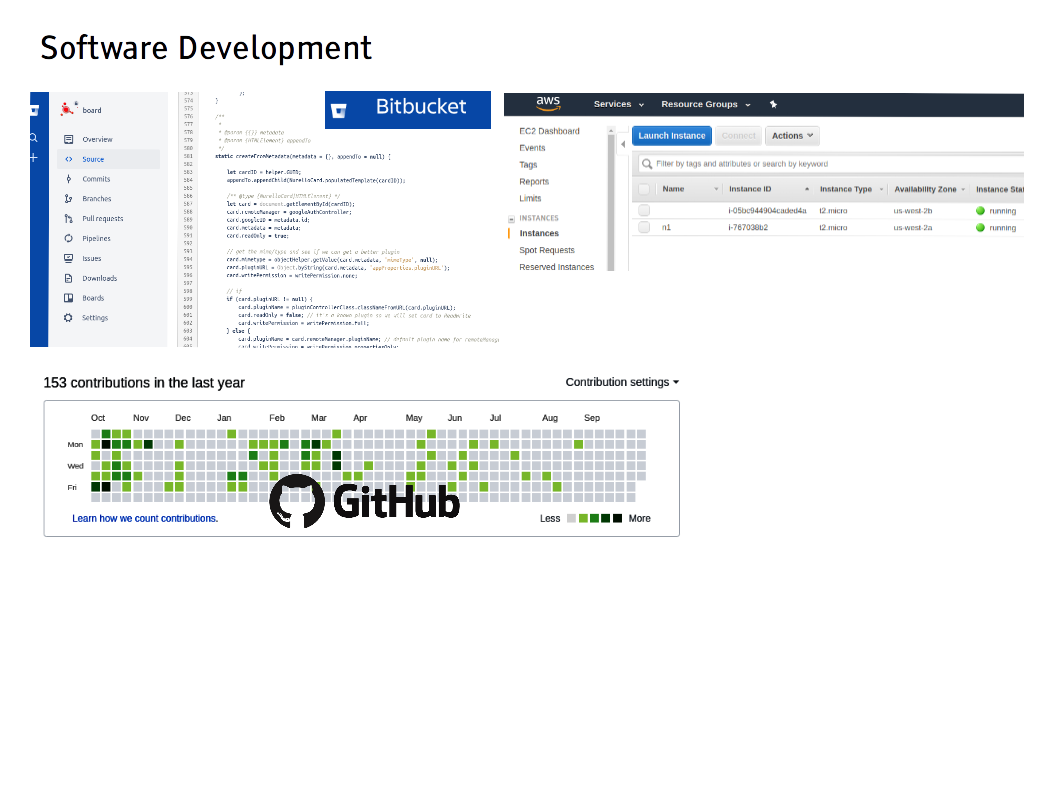 Software Development
board
Overview
Source
Commits
Branches
Pull requests
Pipelines
Issues
Downloads
Boards
Settings
Bitbucket
574 }
575
576 /**
577 *
578 * @param {{}} metadata
579 * @param {HTMLElement} appendTo
580 */
581 static createFromMetadata(metadata = {}, appendTo = null) {
582
583 let cardID = helper.GUID;
584 appendTo.appendChild(NurelloCard.populatedTemplate(cardID));
585
586 /** @type {NurelloCard|HTMLElement} */
587 let card = document.getElementById(cardID);
588 card.remoteManager = googleAuthController;
589 card.googleID = metadata.id;
590 card.metadata = metadata;
591 card.readOnly = true;
592
593 // get the mimetype and see if we can get a better plugin
594 card.mimetype = objectHelper.getValue(card.metadata, 'mimeType', null);
595 card.pluginURL = Object.byString(card.metadata, 'appProperties.pluginURL');
596 card.writePermission = writePermission.none;
597
598 // if
599 if (card.pluginURL != null) {
600 card.pluginName = pluginControllerClass.classNameFromURL(card.pluginURL);
601 card.readOnly = false; // it s a known plugin so we will set card to ReadWrite
602 card.writePermission = writePermission.full;
603 } else {
604 card.pluginName = card.remoteManager.pluginName; // default plugin name for remoteManage
aws Services Resource Groups
EC2 Dashboard
Events
Tags
Reports
Limits
INSTANCES
Instances
Spot Requests
Reserved Instances
Launch Instance Connect Actions
Filter by tags and attributes or search by keyword
Name Instance ID Instance Type Availability Zone Instance Stat
i-05bc944904caded4a t2.micro us-west-2b running
n1 i-767038b2 t2.micro us-west-2a running
153 contributions in the last year
Contribution settings
Oct Nov Dec Jan Feb Mar Apr May Jun Jul Aug Sep
Mon
Wed
Fri
GitHub
Learn how we count contributions.
Less More